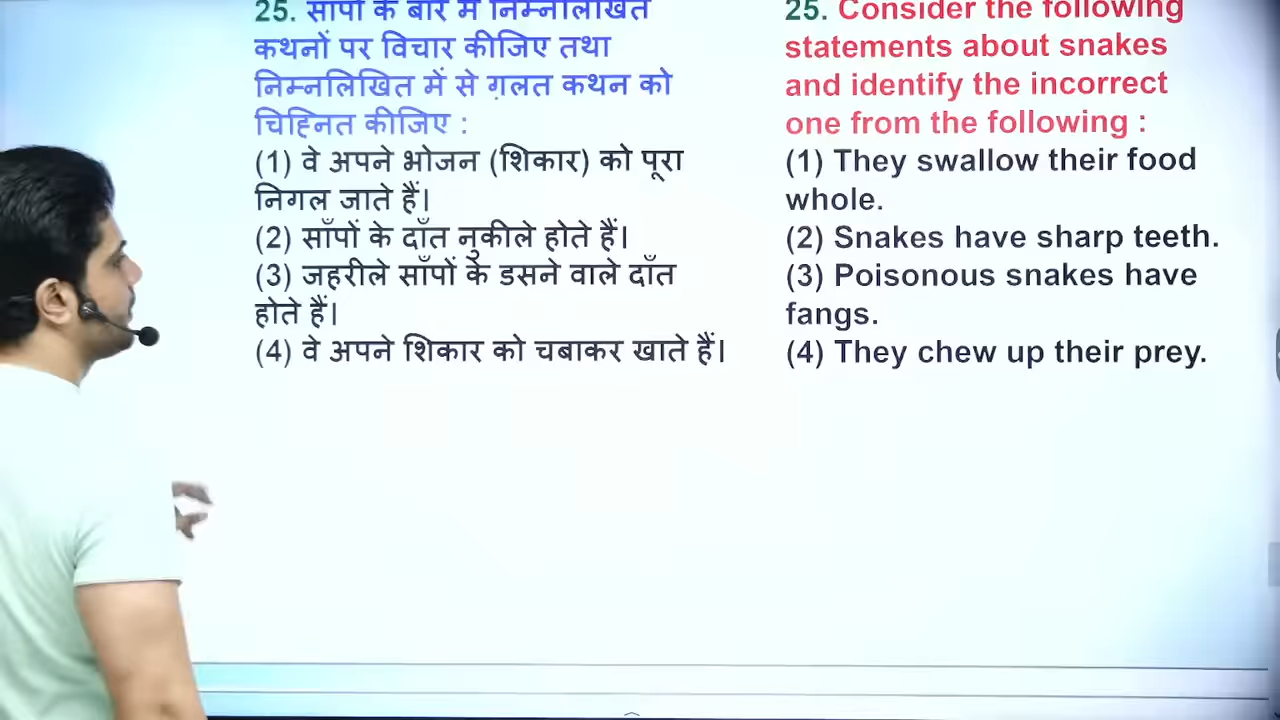 25. सांपों के बारे में निम्नलिखित
कथनों पर विचार कीजिए तथा
निम्नलिखित में से ग़लत कथन को
चिह्नित कीजिए :
(1) वे अपने भोजन (शिकार) को पूरा
निगल जाते हैं।
(2) साँपों के दाँत नुकीले होते हैं।
(3) जहरीले साँपों के डसने वाले दाँत
होते हैं।
(4) वे अपने शिकार को चबाकर खाते हैं।
25. Consider the following
statements about snakes
and identify the incorrect
one from the following :
(1) They swallow their food
whole.
(2) Snakes have sharp teeth.
(3) Poisonous snakes have
fangs.
(4) They chew up their prey.